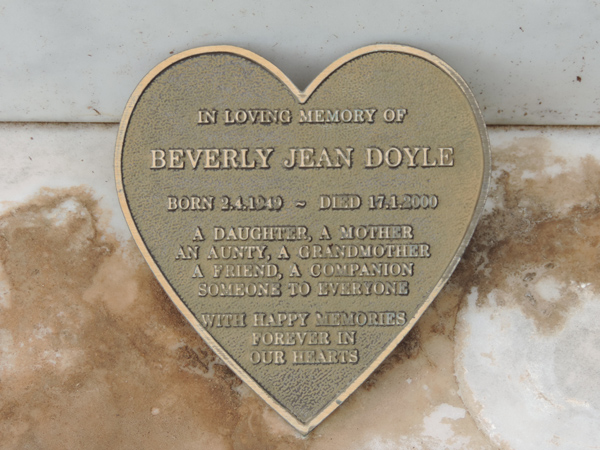 IN LOVING MEMORY OF
BEVERLY JEAN DOYLE
BORN 2.4.1949 ~ DIED 17.1.2000
A DAUGHTER, A MOTHER
AN AUNTY, A GRANDMOTHER
A FRIEND, A COMPANION
SOMEONE TO EVERYONE
WITH HAPPY MEMORIES
FOREVER IN
OUR HEARTS